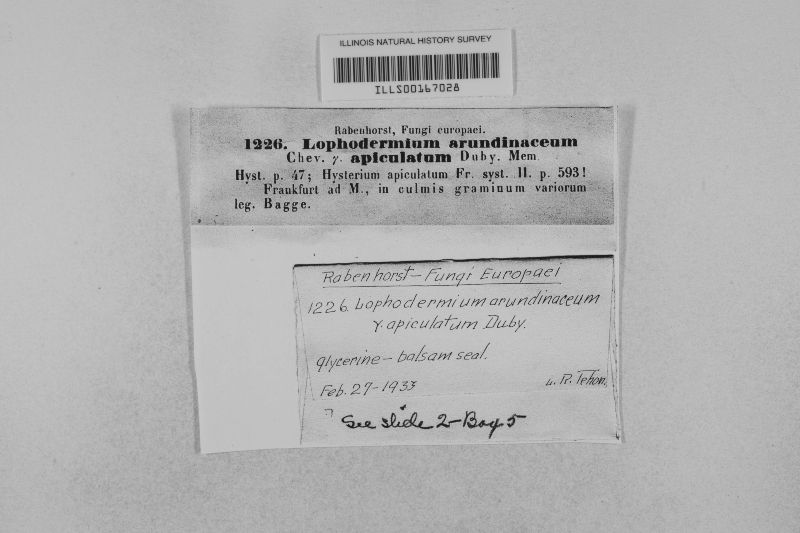 ILLINOIS NATURAL HISTORY SURVEY
ILLS00167028
Rabenhorst, Fungi europaei.
1226. Lophodermium arundinaceum
Chev. γ. apiculatum Duby. Mem
Hyst. p. 47; Hysterium apiculatum Fr. syst. II. p. 593!
Frankfurt ad M., in culmis graminum variorum
leg. Bagge.
Rabenhorst - Fungi Europaei
1226. Lophodermium arundinaceum
γ. apiculatum Duby.
glycerine - balsam seal.
Feb. 27-1933 L. R. Tehon.
See slide 2-Box 5